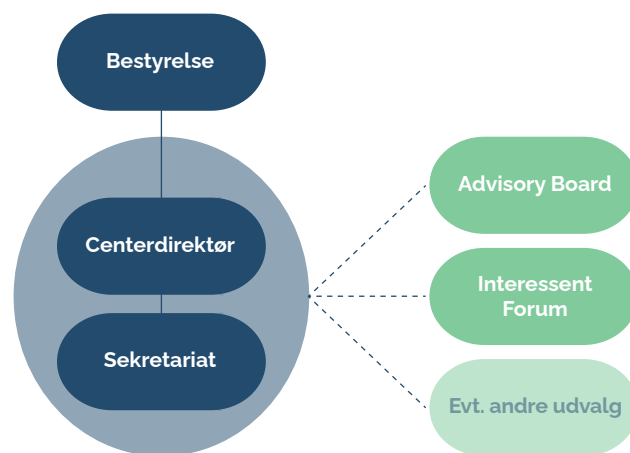 Bestyrelse
Centerdirektør
Sekretariat
Advisory Board
Interessent
Forum
Evt. andre udvalg